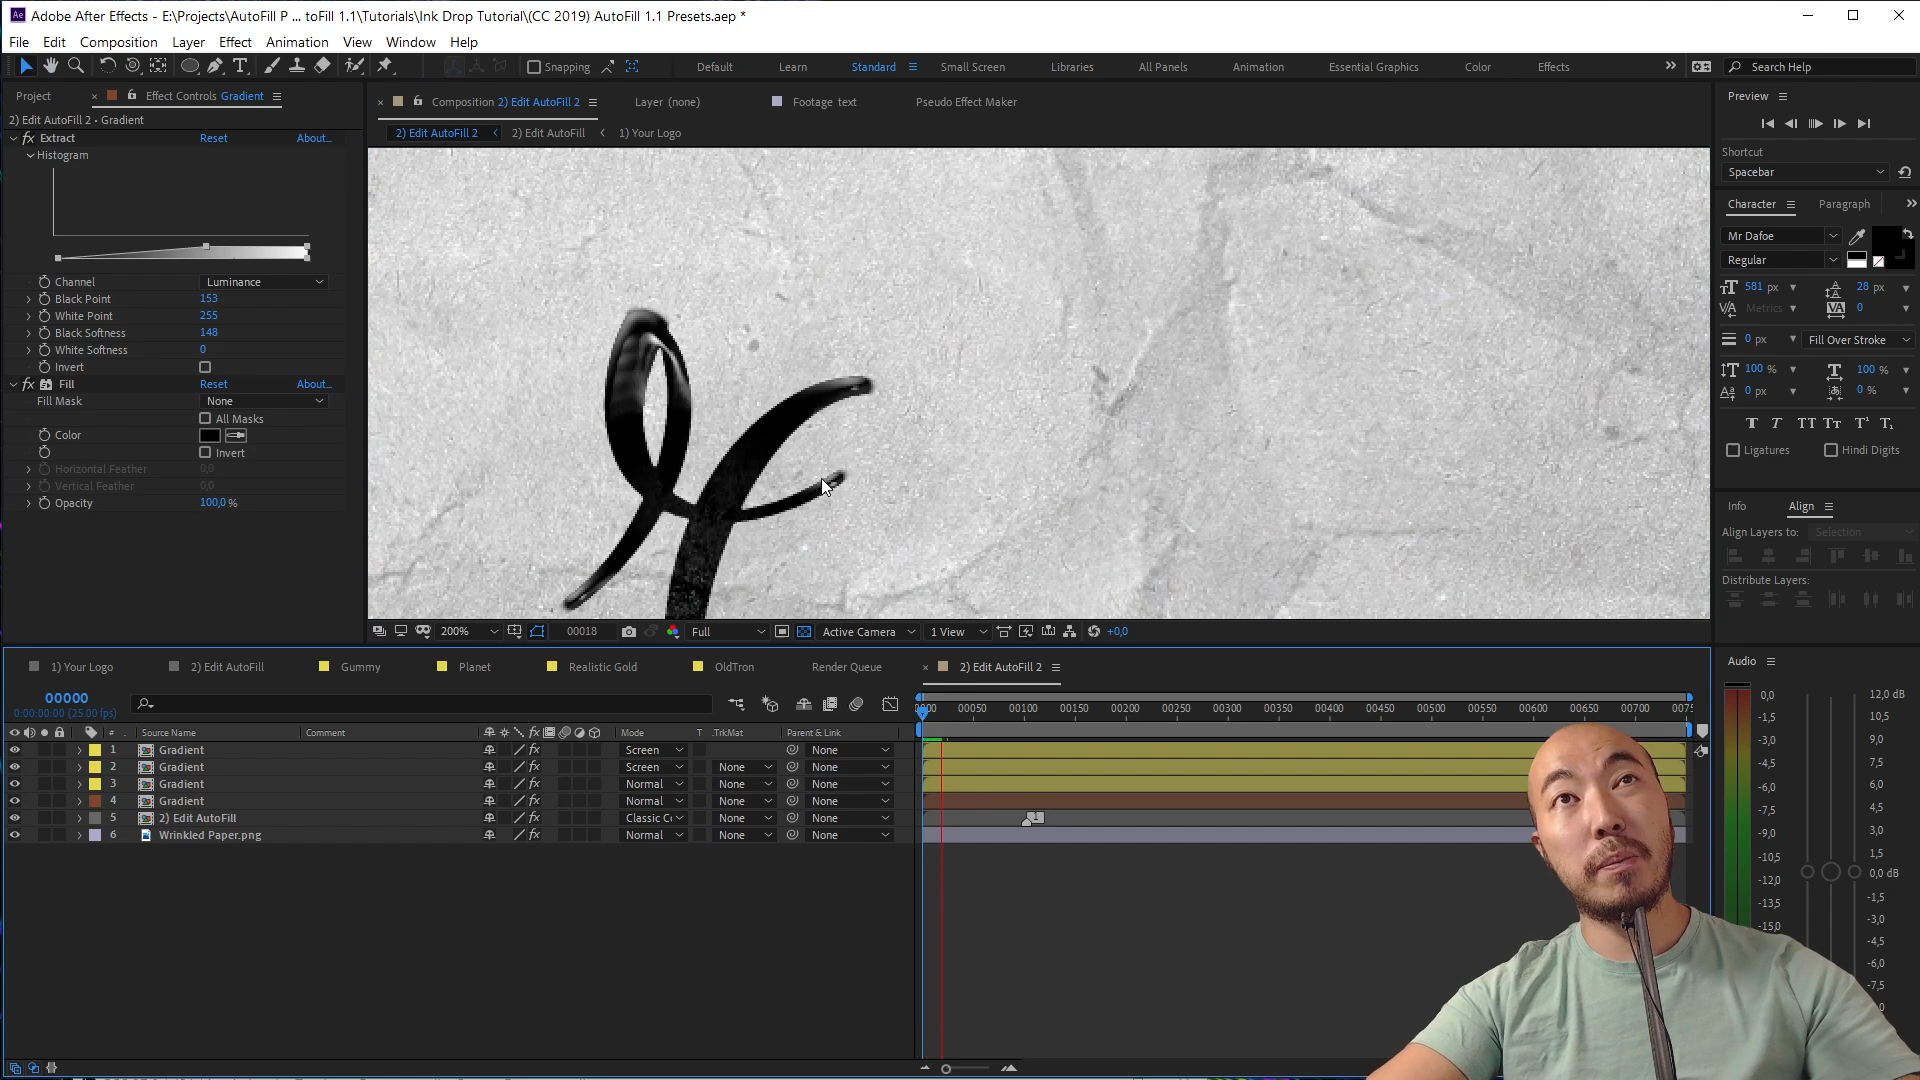 Adobe After Effects - E:\Projects\AutoFill P ... toFill 1.1\Tutorials\Ink Drop Tutorial\(CC 2019) AutoFill 1.1 Presets.aep *
File Edit Composition Layer Effect Animation View Window Help
Snapping Default Learn Standard Small Screen Libraries All Panels Animation Essential Graphics Color Effects Search Help
Project Effect Controls Gradient
2) Edit AutoFill 2 • Gradient
fx Extract Reset About...
Histogram
Channel Luminance
Black Point 153
White Point 255
Black Softness 148
White Softness 0
Invert
fx Fill Reset About...
Fill Mask None
All Masks
Color
Invert
Horizontal Feather 0,0
Vertical Feather 0,0
Opacity 100,0 %
Composition 2) Edit AutoFill 2 Layer (none) Footage text Pseudo Effect Maker
2) Edit AutoFill 2 2) Edit AutoFill 1) Your Logo
200% 00018 Full Active Camera 1 View +0,0
Preview
Shortcut
Spacebar
Character Paragraph
Mr Dafoe
Regular
581 px 28 px
Metrics 0
0 px Fill Over Stroke
100 % 100 %
0 px 0 %
T T TT TT T¹ T₁
Ligatures Hindi Digits
Info Align
Align Layers to: Selection
Distribute Layers:
1) Your Logo 2) Edit AutoFill Gummy Planet Realistic Gold OldTron Render Queue 2) Edit AutoFill 2
00000
0:00:00:00 (25.00 fps)
00050 00100 00150 00200 00250 00300 00350 00400 00450 00500 00550 00600 00650 00700
# Source Name Comment Mode T .TrkMat Parent & Link
1 Gradient Screen None
2 Gradient Screen None None
3 Gradient Normal None None
4 Gradient Normal None None
5 2) Edit AutoFill Classic C None None
6 Wrinkled Paper.png Normal None None
1
Audio
0,0
-1,5
-3,0
-4,5
-6,0
-7,5
-9,0
-10,5
-12,0
-13,5
-15,0
12,0 dB
10,5
9,0
7,5
6,0
4,5
3,0
1,5
0,0 dB
-1,5
-3,0
-4,5
-6,0
-7,5